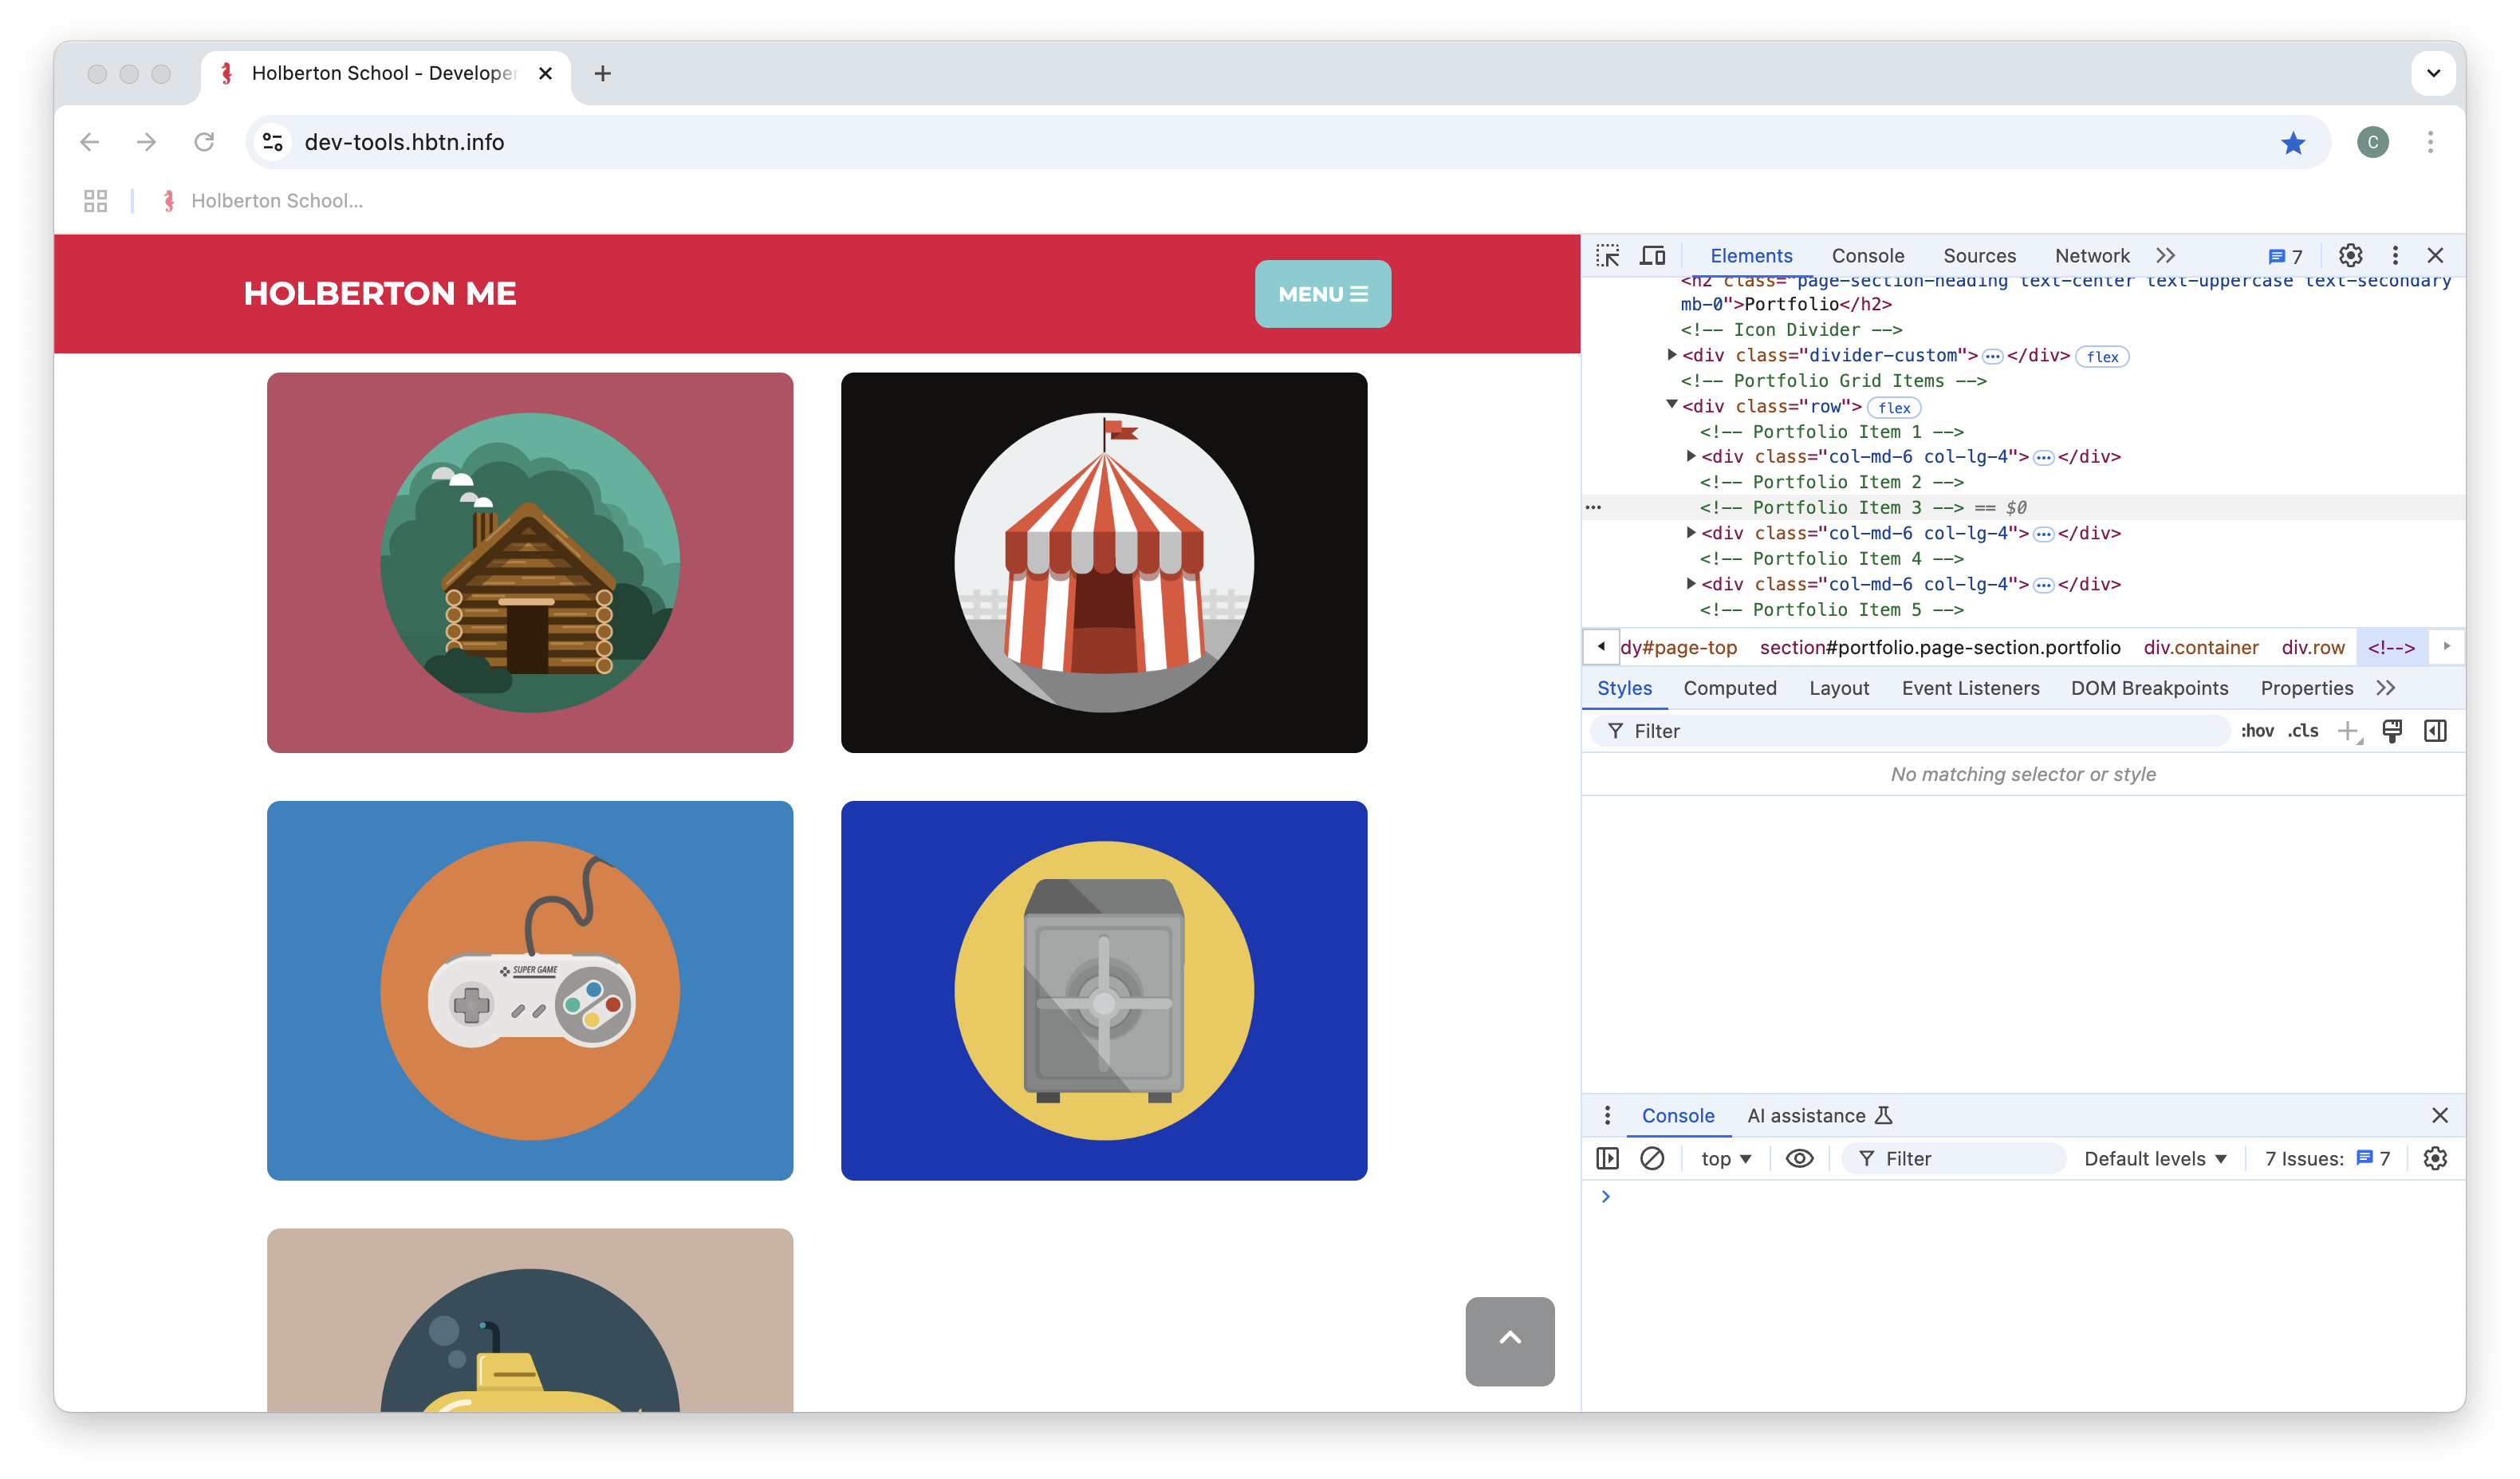 Holberton School - Developer
dev-tools.hbtn.info
C
Holberton School...
HOLBERTON ME
MENU
SUPER GAME
Elements Console Sources Network 7
<h2 class="page-section-heading text-center text-uppercase text-secondary
mb-0">Portfolio</h2>
<!-- Icon Divider -->
<div class="divider-custom">…</div> flex
<!-- Portfolio Grid Items -->
<div class="row"> flex
<!-- Portfolio Item 1 -->
<div class="col-md-6 col-lg-4">…</div>
<!-- Portfolio Item 2 -->
<!-- Portfolio Item 3 --> == $0
<div class="col-md-6 col-lg-4">…</div>
<!-- Portfolio Item 4 -->
<div class="col-md-6 col-lg-4">…</div>
<!-- Portfolio Item 5 -->
dy#page-top section#portfolio.page-section.portfolio div.container div.row <!-->
Styles Computed Layout Event Listeners DOM Breakpoints Properties
Filter :hov .cls
No matching selector or style
Console AI assistance
top Filter Default levels 7 Issues: 7